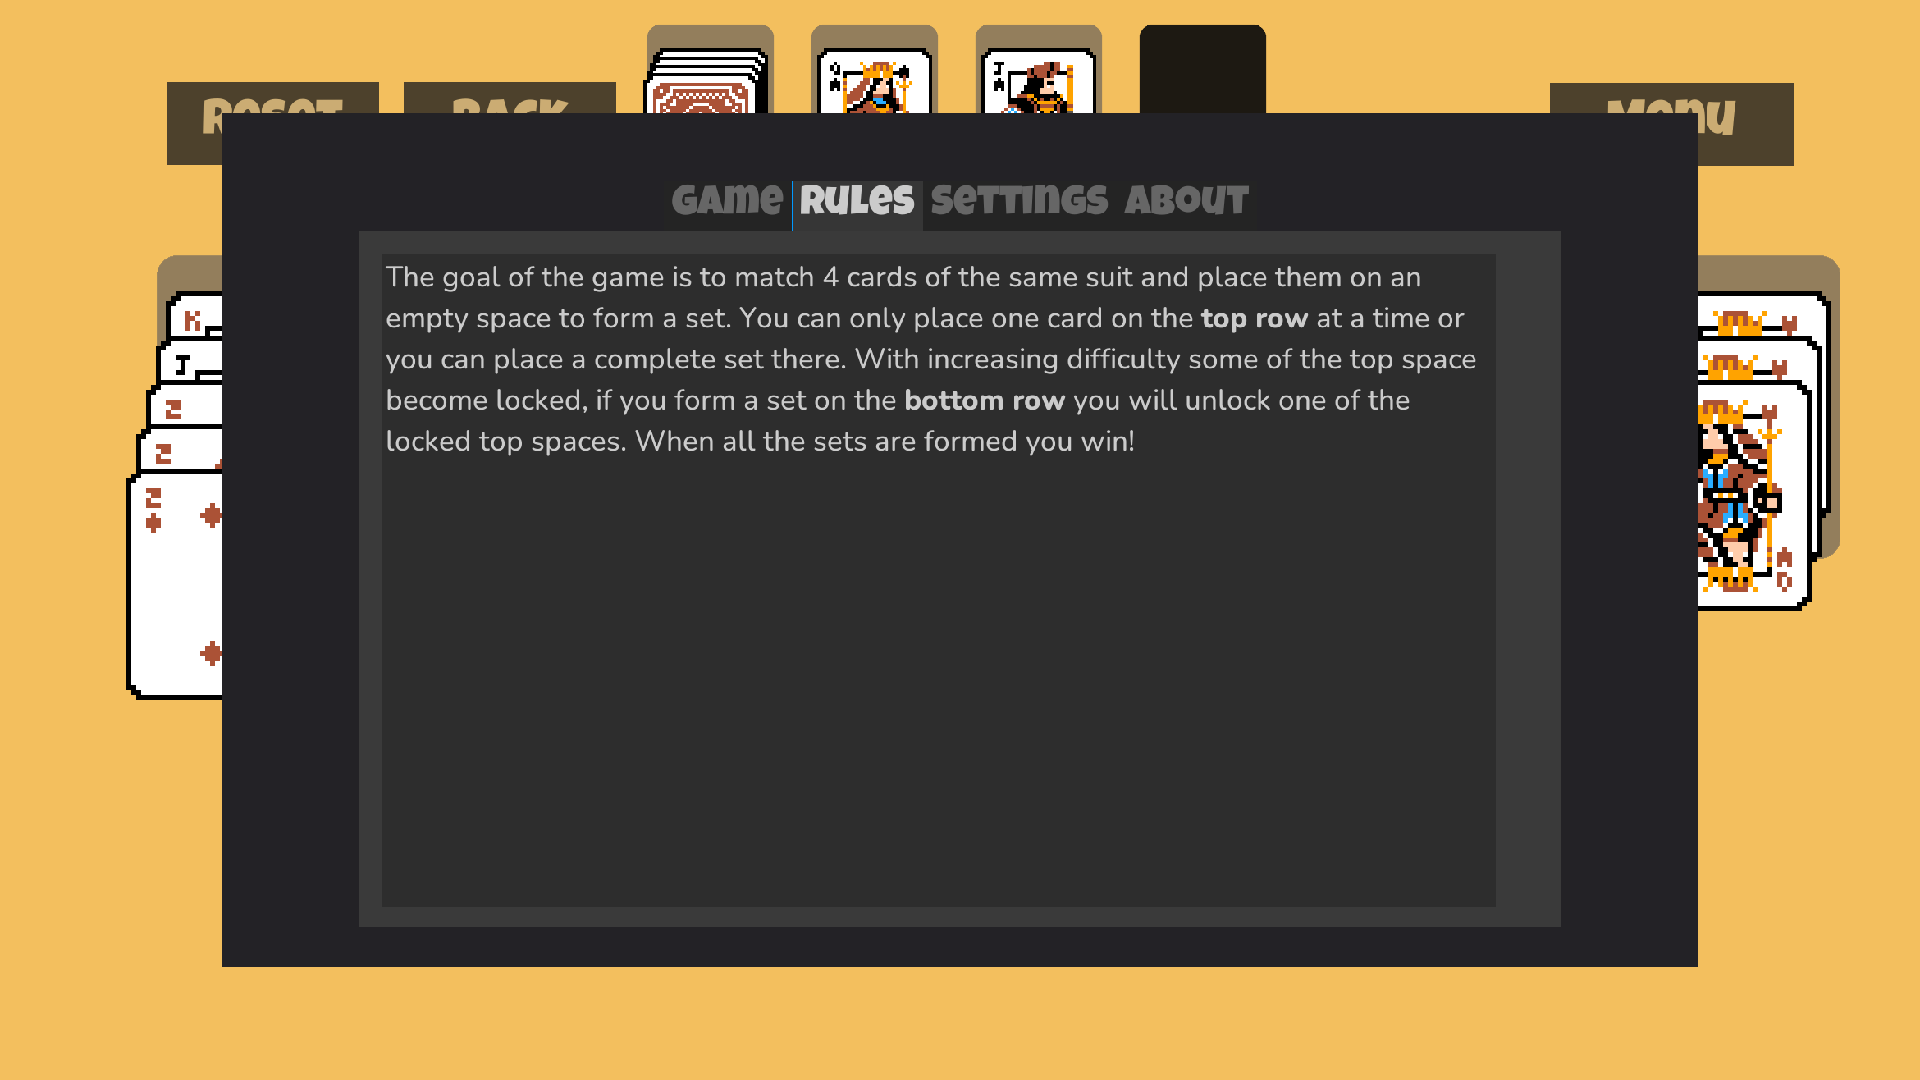 Reset Back Menu
Game Rules Settings About
The goal of the game is to match 4 cards of the same suit and place them on an
empty space to form a set. You can only place one card on the top row at a time or
you can place a complete set there. With increasing difficulty some of the top space
become locked, if you form a set on the bottom row you will unlock one of the
locked top spaces. When all the sets are formed you win!
Q
J
K
J
2
2
2
Q